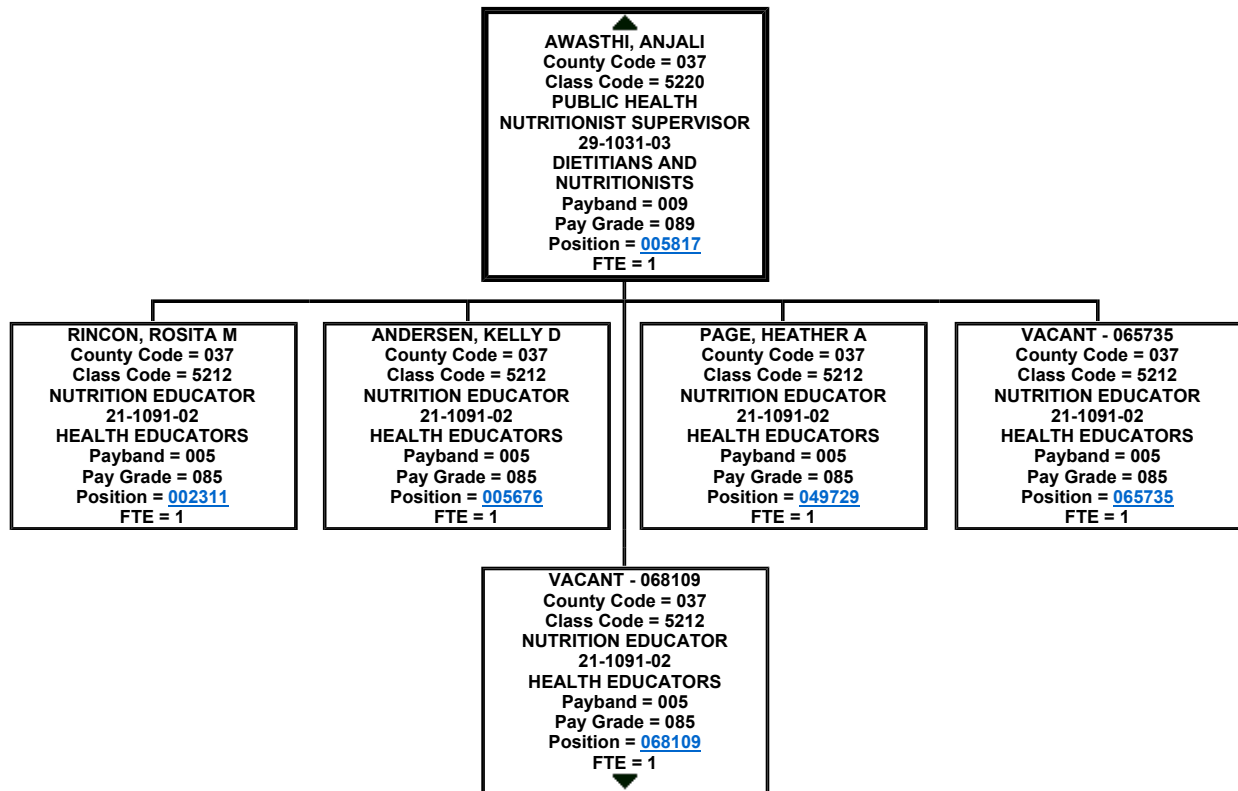 AWASTHI, ANJALI
County Code = 037
Class Code = 5220
PUBLIC HEALTH
NUTRITIONIST SUPERVISOR
29-1031-03
DIETITIANS AND
NUTRITIONISTS
Payband = 009
Pay Grade = 089
Position = 005817
FTE = 1
RINCON, ROSITA M
County Code = 037
Class Code = 5212
NUTRITION EDUCATOR
21-1091-02
HEALTH EDUCATORS
Payband = 005
Pay Grade = 085
Position = 002311
FTE = 1
ANDERSEN, KELLY D
County Code = 037
Class Code = 5212
NUTRITION EDUCATOR
21-1091-02
HEALTH EDUCATORS
Payband = 005
Pay Grade = 085
Position = 005676
FTE = 1
PAGE, HEATHER A
County Code = 037
Class Code = 5212
NUTRITION EDUCATOR
21-1091-02
HEALTH EDUCATORS
Payband = 005
Pay Grade = 085
Position = 049729
FTE = 1
VACANT - 065735
County Code = 037
Class Code = 5212
NUTRITION EDUCATOR
21-1091-02
HEALTH EDUCATORS
Payband = 005
Pay Grade = 085
Position = 065735
FTE = 1
VACANT - 068109
County Code = 037
Class Code = 5212
NUTRITION EDUCATOR
21-1091-02
HEALTH EDUCATORS
Payband = 005
Pay Grade = 085
Position = 068109
FTE = 1